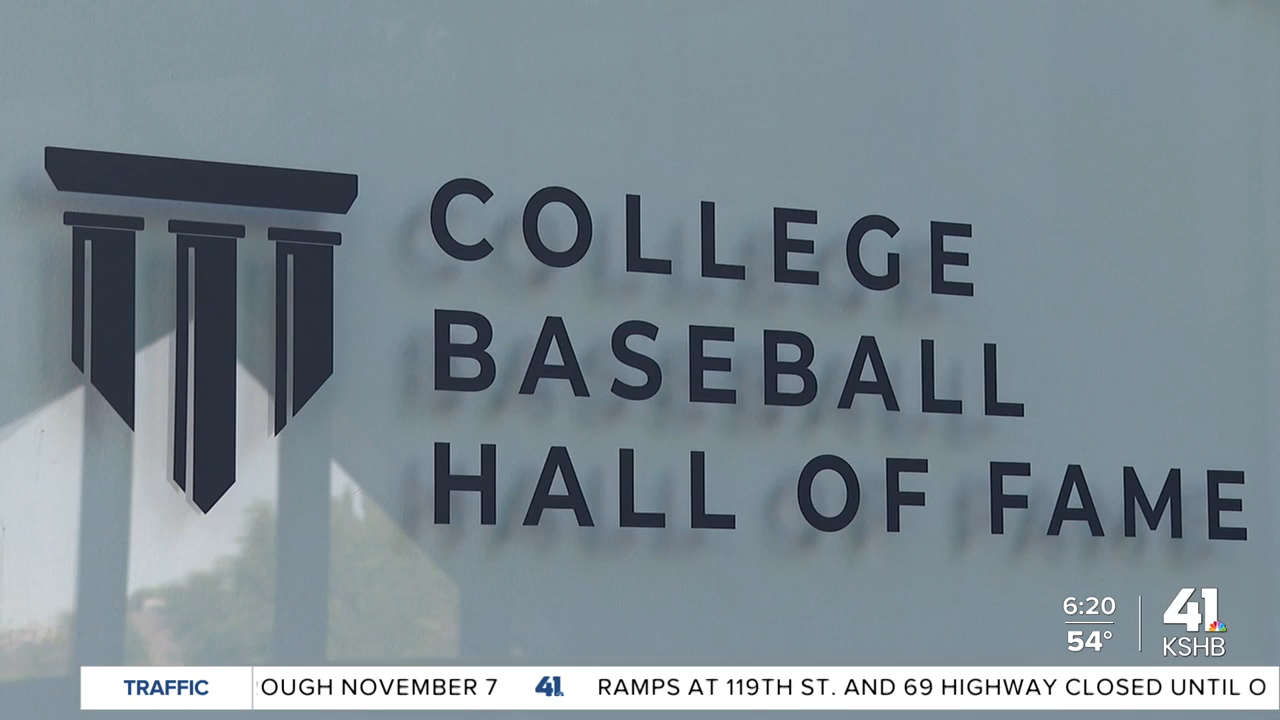 COLLEGE
BASEBALL
HALL OF FAME
6:20
54°
41
KSHB
TRAFFIC OUGH NOVEMBER 7 41 RAMPS AT 119TH ST. AND 69 HIGHWAY CLOSED UNTIL O